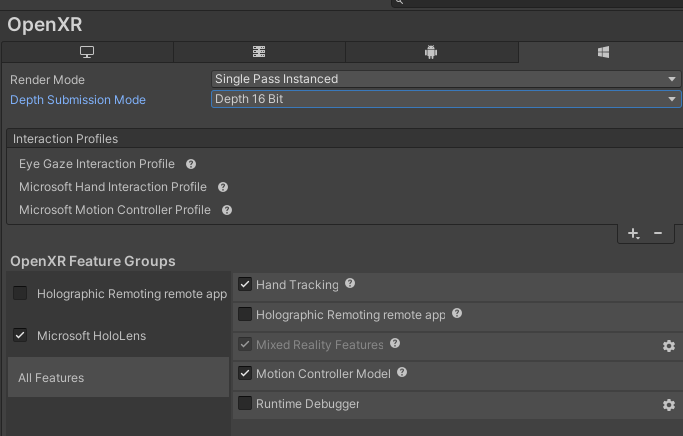 OpenXR
Render Mode
Single Pass Instanced
Depth Submission Mode
Depth 16 Bit
Interaction Profiles
Eye Gaze Interaction Profile
Microsoft Hand Interaction Profile
Microsoft Motion Controller Profile
OpenXR Feature Groups
Holographic Remoting remote app
Microsoft HoloLens
All Features
Hand Tracking
Holographic Remoting remote app
Mixed Reality Features
Motion Controller Model
Runtime Debugger